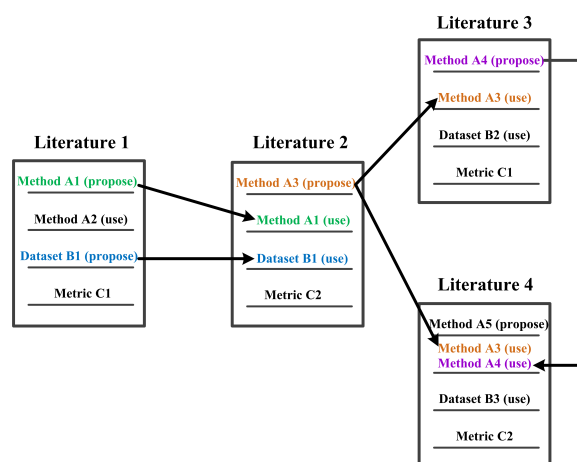 Literature 1
Method A1 (propose)
Method A2 (use)
Dataset B1 (propose)
Metric C1
Literature 2
Method A3 (propose)
Method A1 (use)
Dataset B1 (use)
Metric C2
Literature 3
Method A4 (propose)
Method A3 (use)
Dataset B2 (use)
Metric C1
Literature 4
Method A5 (propose)
Method A3 (use)
Method A4 (use)
Dataset B3 (use)
Metric C2